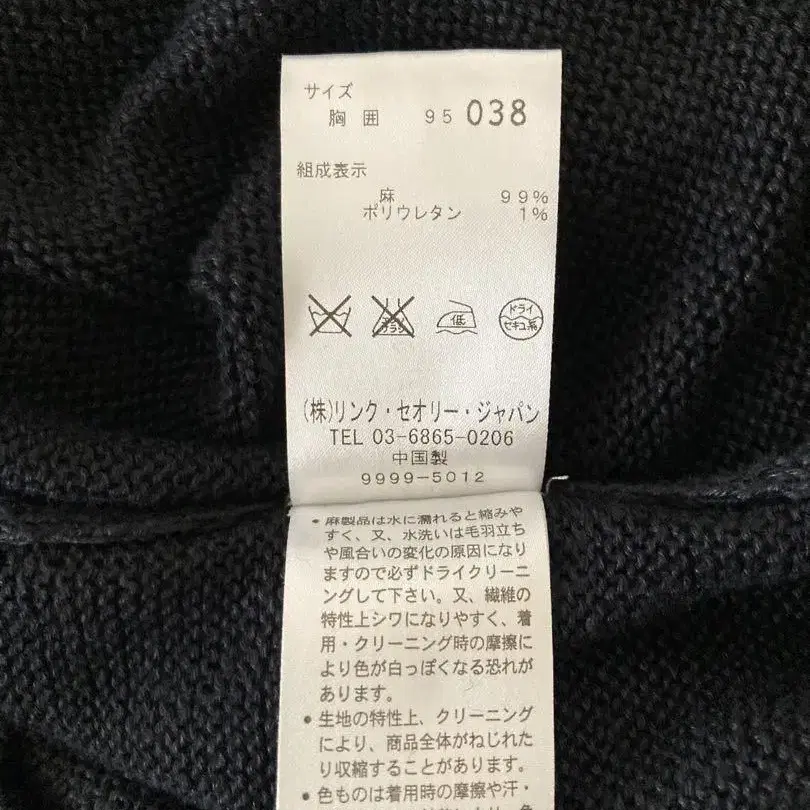 サイズ
胸囲 95 038
組成表示
麻 99%
ポリウレタン 1%
低
ドライ
セキユ系
(株)リンク・セオリー・ジャパン
TEL 03-6865-0206
中国製
9999-5012
• 麻製品は水に濡れると縮みや
すく、又、水洗いは毛羽立ち
や風合いの変化の原因になり
ますので必ずドライクリーニ
ングして下さい。又、繊維の
特性上シワになりやすく、着
用・クリーニング時の摩擦に
より色が白っぽくなる恐れが
あります。
• 生地の特性上、クリーニング
により、商品全体がねじれた
り収縮することがあります。
• 色ものは着用時の摩擦や汗・